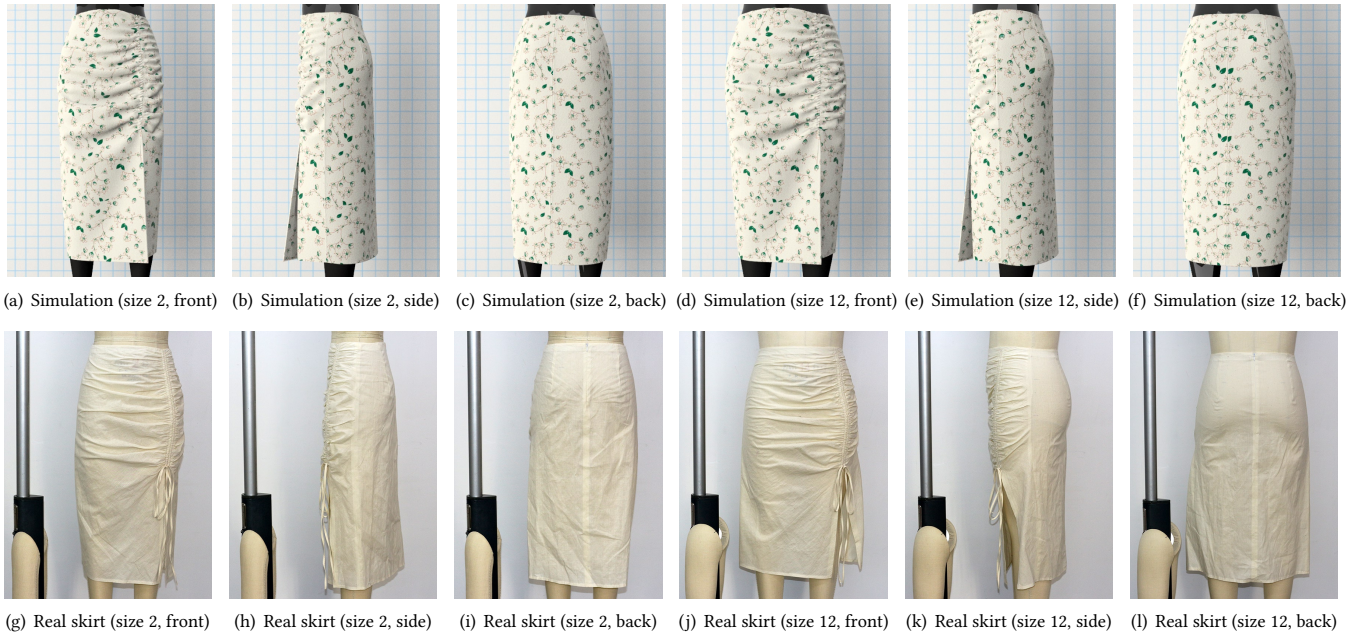 (a) Simulation (size 2, front)
(b) Simulation (size 2, side)
(c) Simulation (size 2, back)
(d) Simulation (size 12, front)
(e) Simulation (size 12, side)
(f) Simulation (size 12, back)
(g) Real skirt (size 2, front)
(h) Real skirt (size 2, side)
(i) Real skirt (size 2, back)
(j) Real skirt (size 12, front)
(k) Real skirt (size 12, side)
(l) Real skirt (size 12, back)